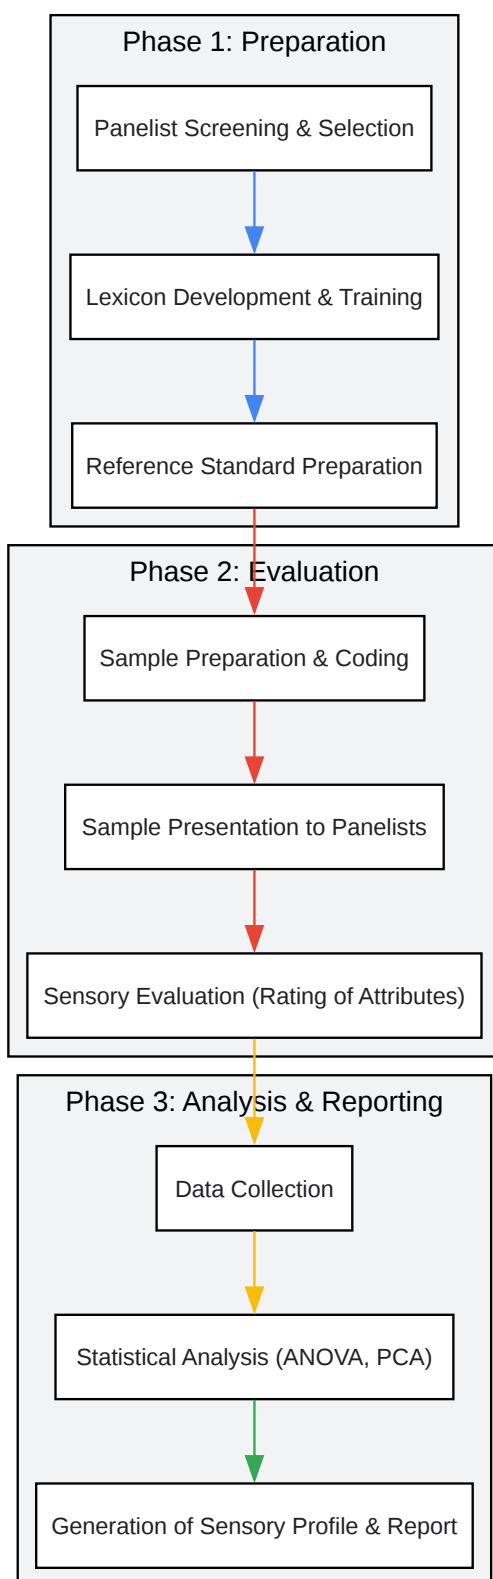 Phase 1: Preparation
Panelist Screening & Selection
Lexicon Development & Training
Reference Standard Preparation
Phase 2: Evaluation
Sample Preparation & Coding
Sample Presentation to Panelists
Sensory Evaluation (Rating of Attributes)
Phase 3: Analysis & Reporting
Data Collection
Statistical Analysis (ANOVA, PCA)
Generation of Sensory Profile & Report